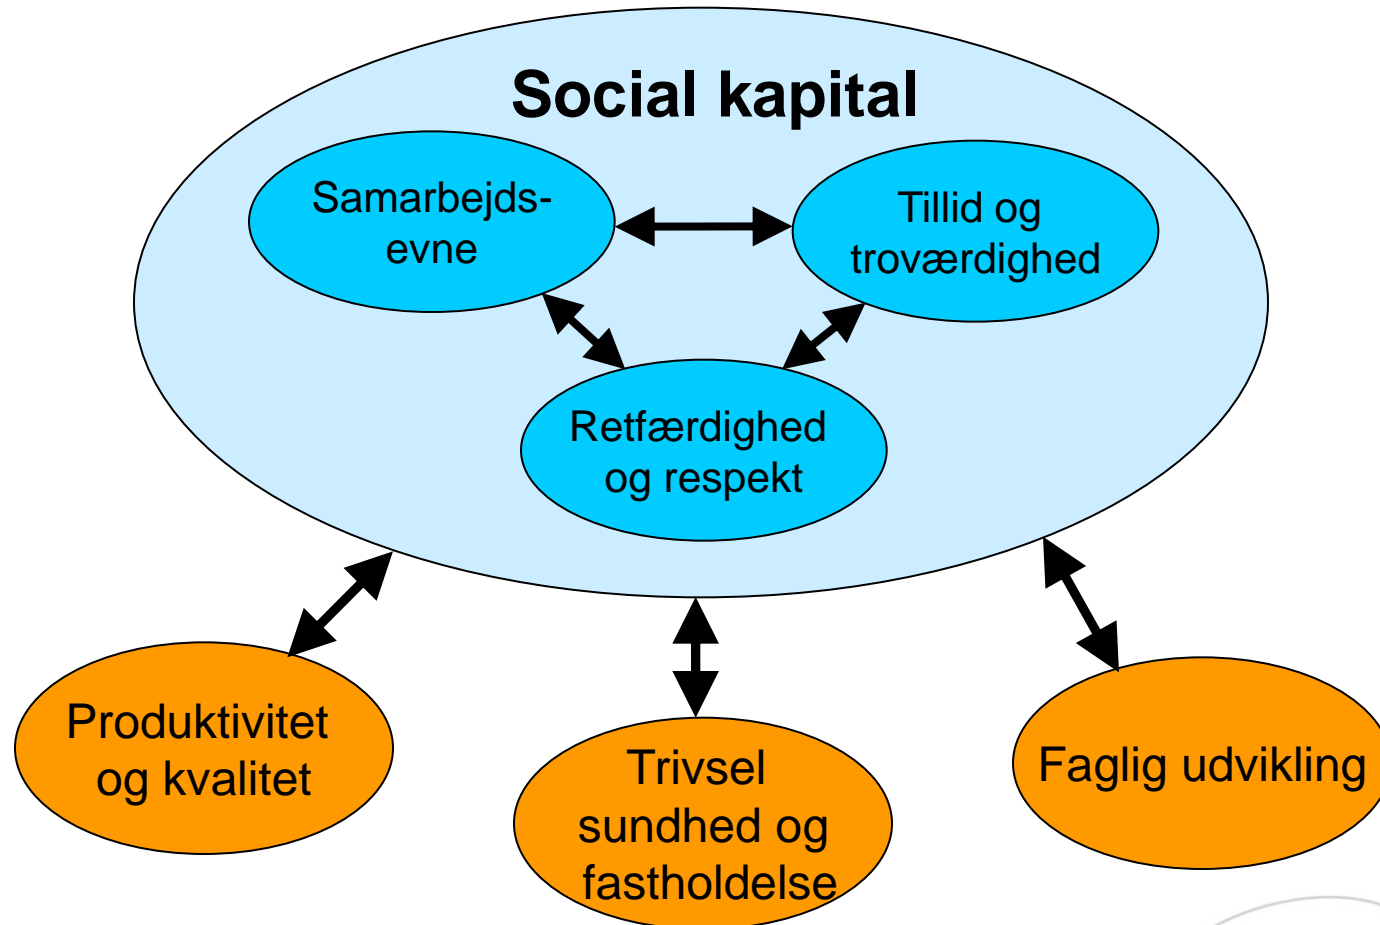 Social kapital
Samarbejds-
evne
Tillid og
troværdighed
Retfærdighed
og respekt
Produktivitet
og kvalitet
Trivsel
sundhed og
fastholdelse
Faglig udvikling